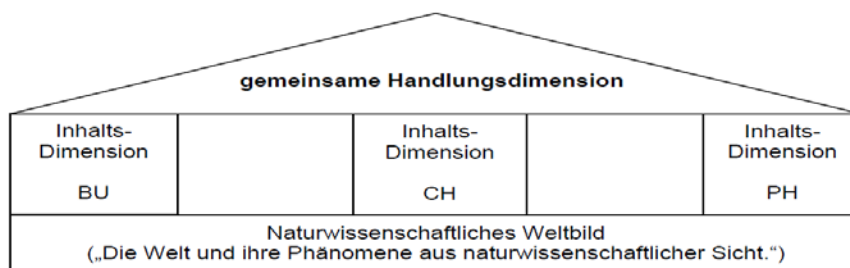 gemeinsame Handlungsdimension
Inhalts-
Dimension
BU
Inhalts-
Dimension
CH
Inhalts-
Dimension
PH
Naturwissenschaftliches Weltbild
(„Die Welt und ihre Phänomene aus naturwissenschaftlicher Sicht.“)